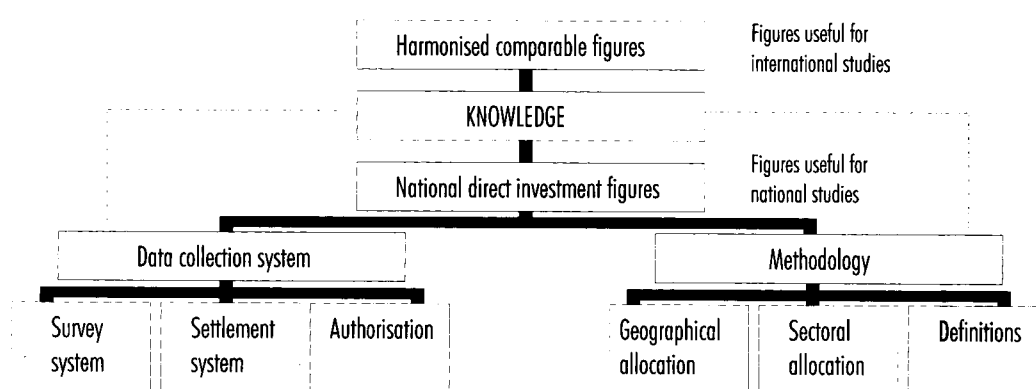 Harmonised comparable figures
Figures useful for
international studies
KNOWLEDGE
National direct investment figures
Figures useful for
national studies
Data collection system
Methodology
Survey
system
Settlement
system
Authorisation
Geographical
allocation
Sectoral
allocation
Definitions